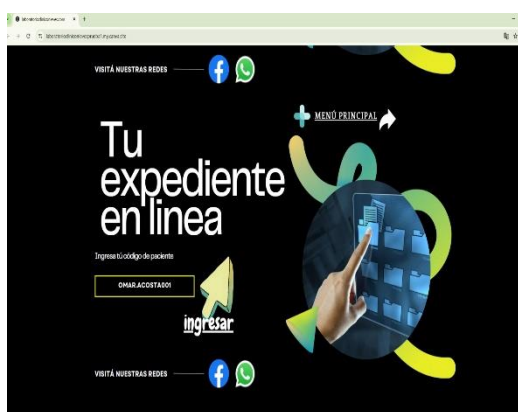 VISITÁ NUESTRAS REDES
MENÚ PRINCIPAL
Tu
expediente
en linea
Ingresa tú código de paciente
OMAR.ACOSTA001
ingresar
VISITÁ NUESTRAS REDES